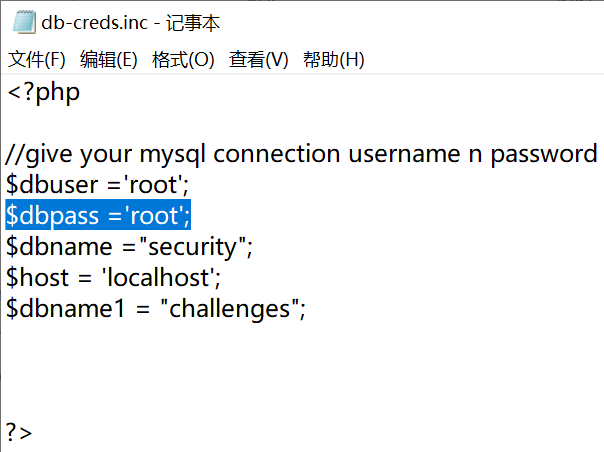 db-creds.inc - 记事本
文件(F) 编辑(E) 格式(O) 查看(V) 帮助(H)
<?php
//give your mysql connection username n password
$dbuser ='root';
$dbpass ='root';
$dbname ="security";
$host = 'localhost';
$dbname1 = "challenges";
?>